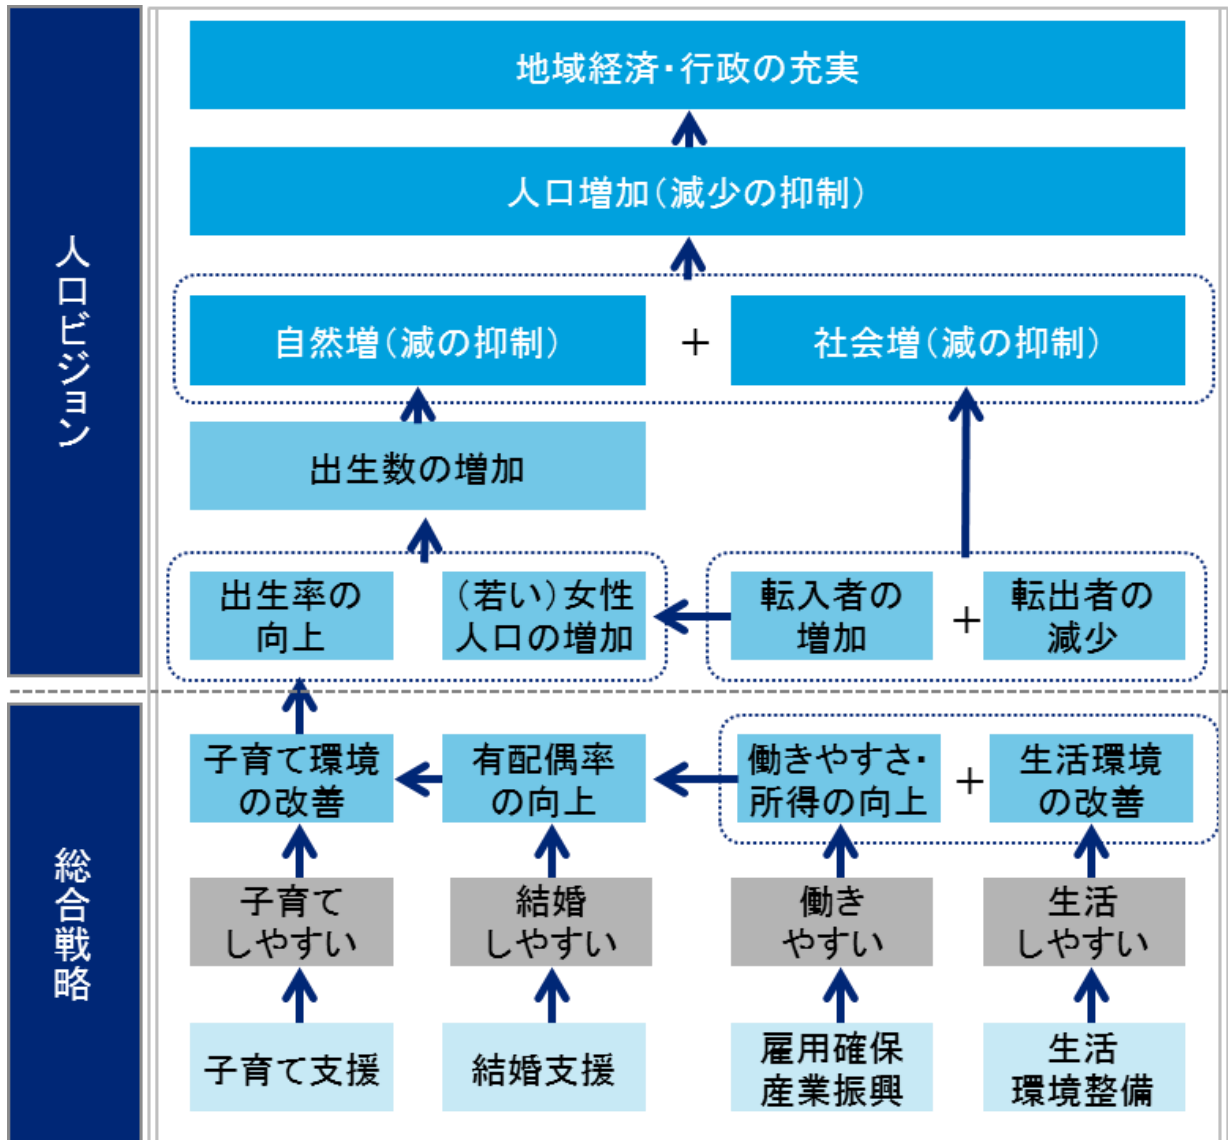 人口ビジョン
地域経済・行政の充実
人口増加(減少の抑制)
自然増(減の抑制)
+
社会増(減の抑制)
出生数の増加
出生率の
向上
(若い)女性
人口の増加
転入者の
増加
+
転出者の
減少
総合戦略
子育て環境
の改善
有配偶率
の向上
働きやすさ・
所得の向上
+
生活環境
の改善
子育て
しやすい
結婚
しやすい
働き
やすい
生活
しやすい
子育て支援
結婚支援
雇用確保
産業振興
生活
環境整備